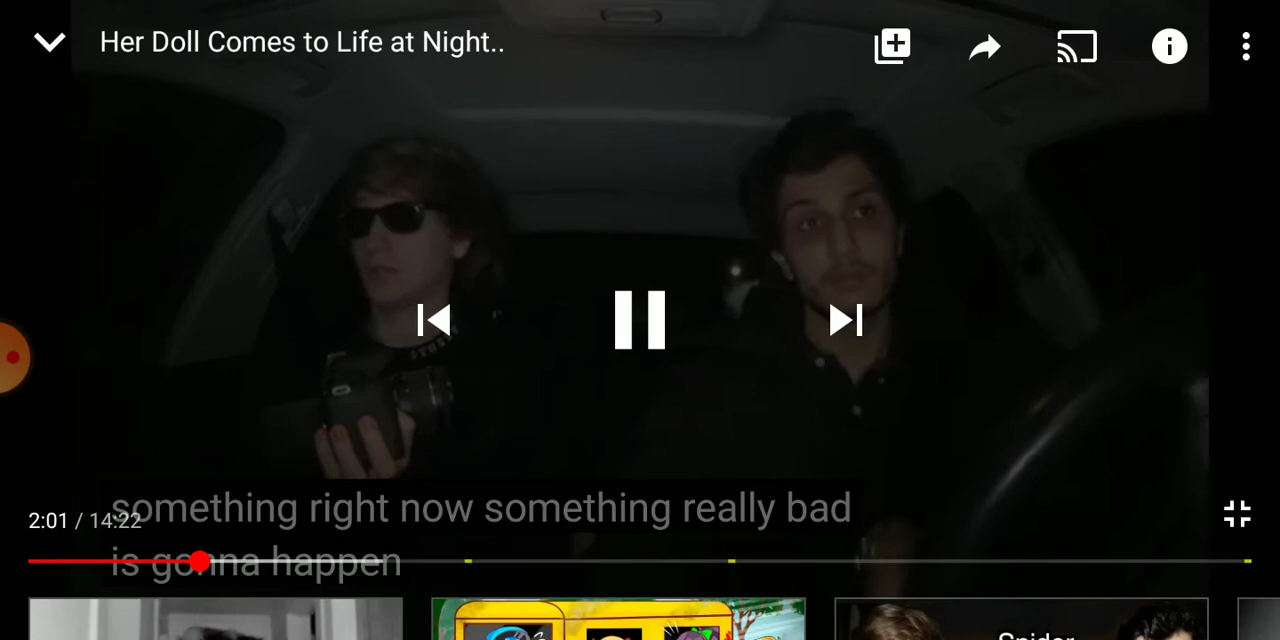 Her Doll Comes to Life at Night..
something right now something really bad
2:01 / 14:22
is gonna happen
Spider